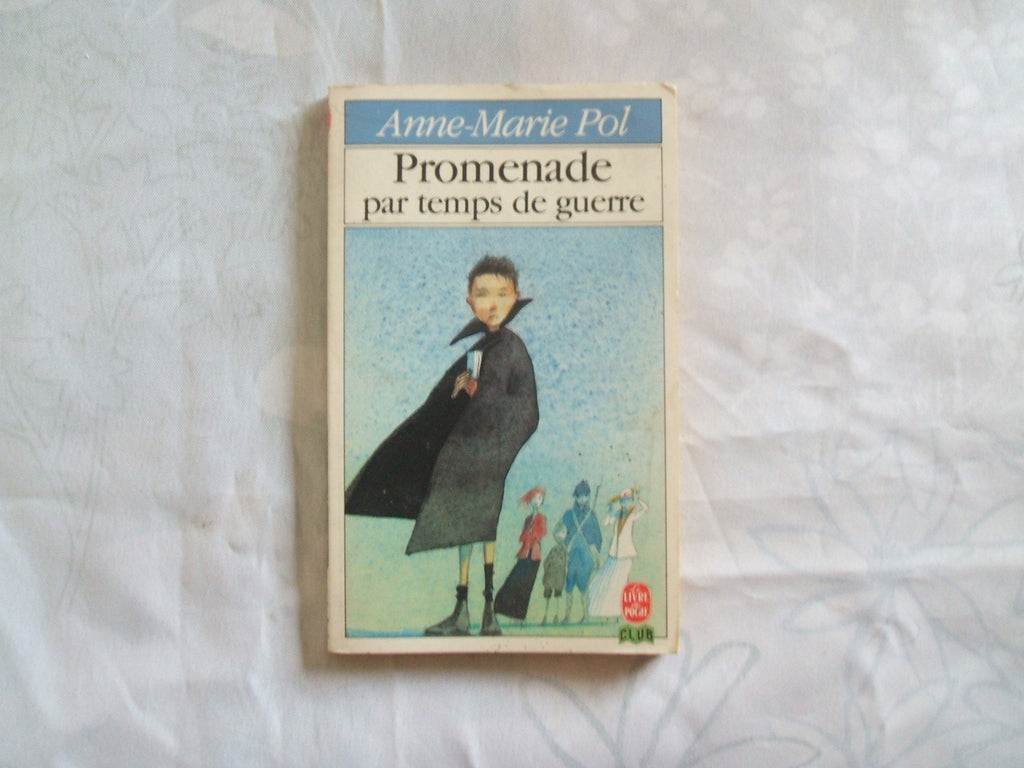 Anne-Marie Pol
Promenade
par temps de guerre
LE
LIVRE
DE
POCHE
CLUB